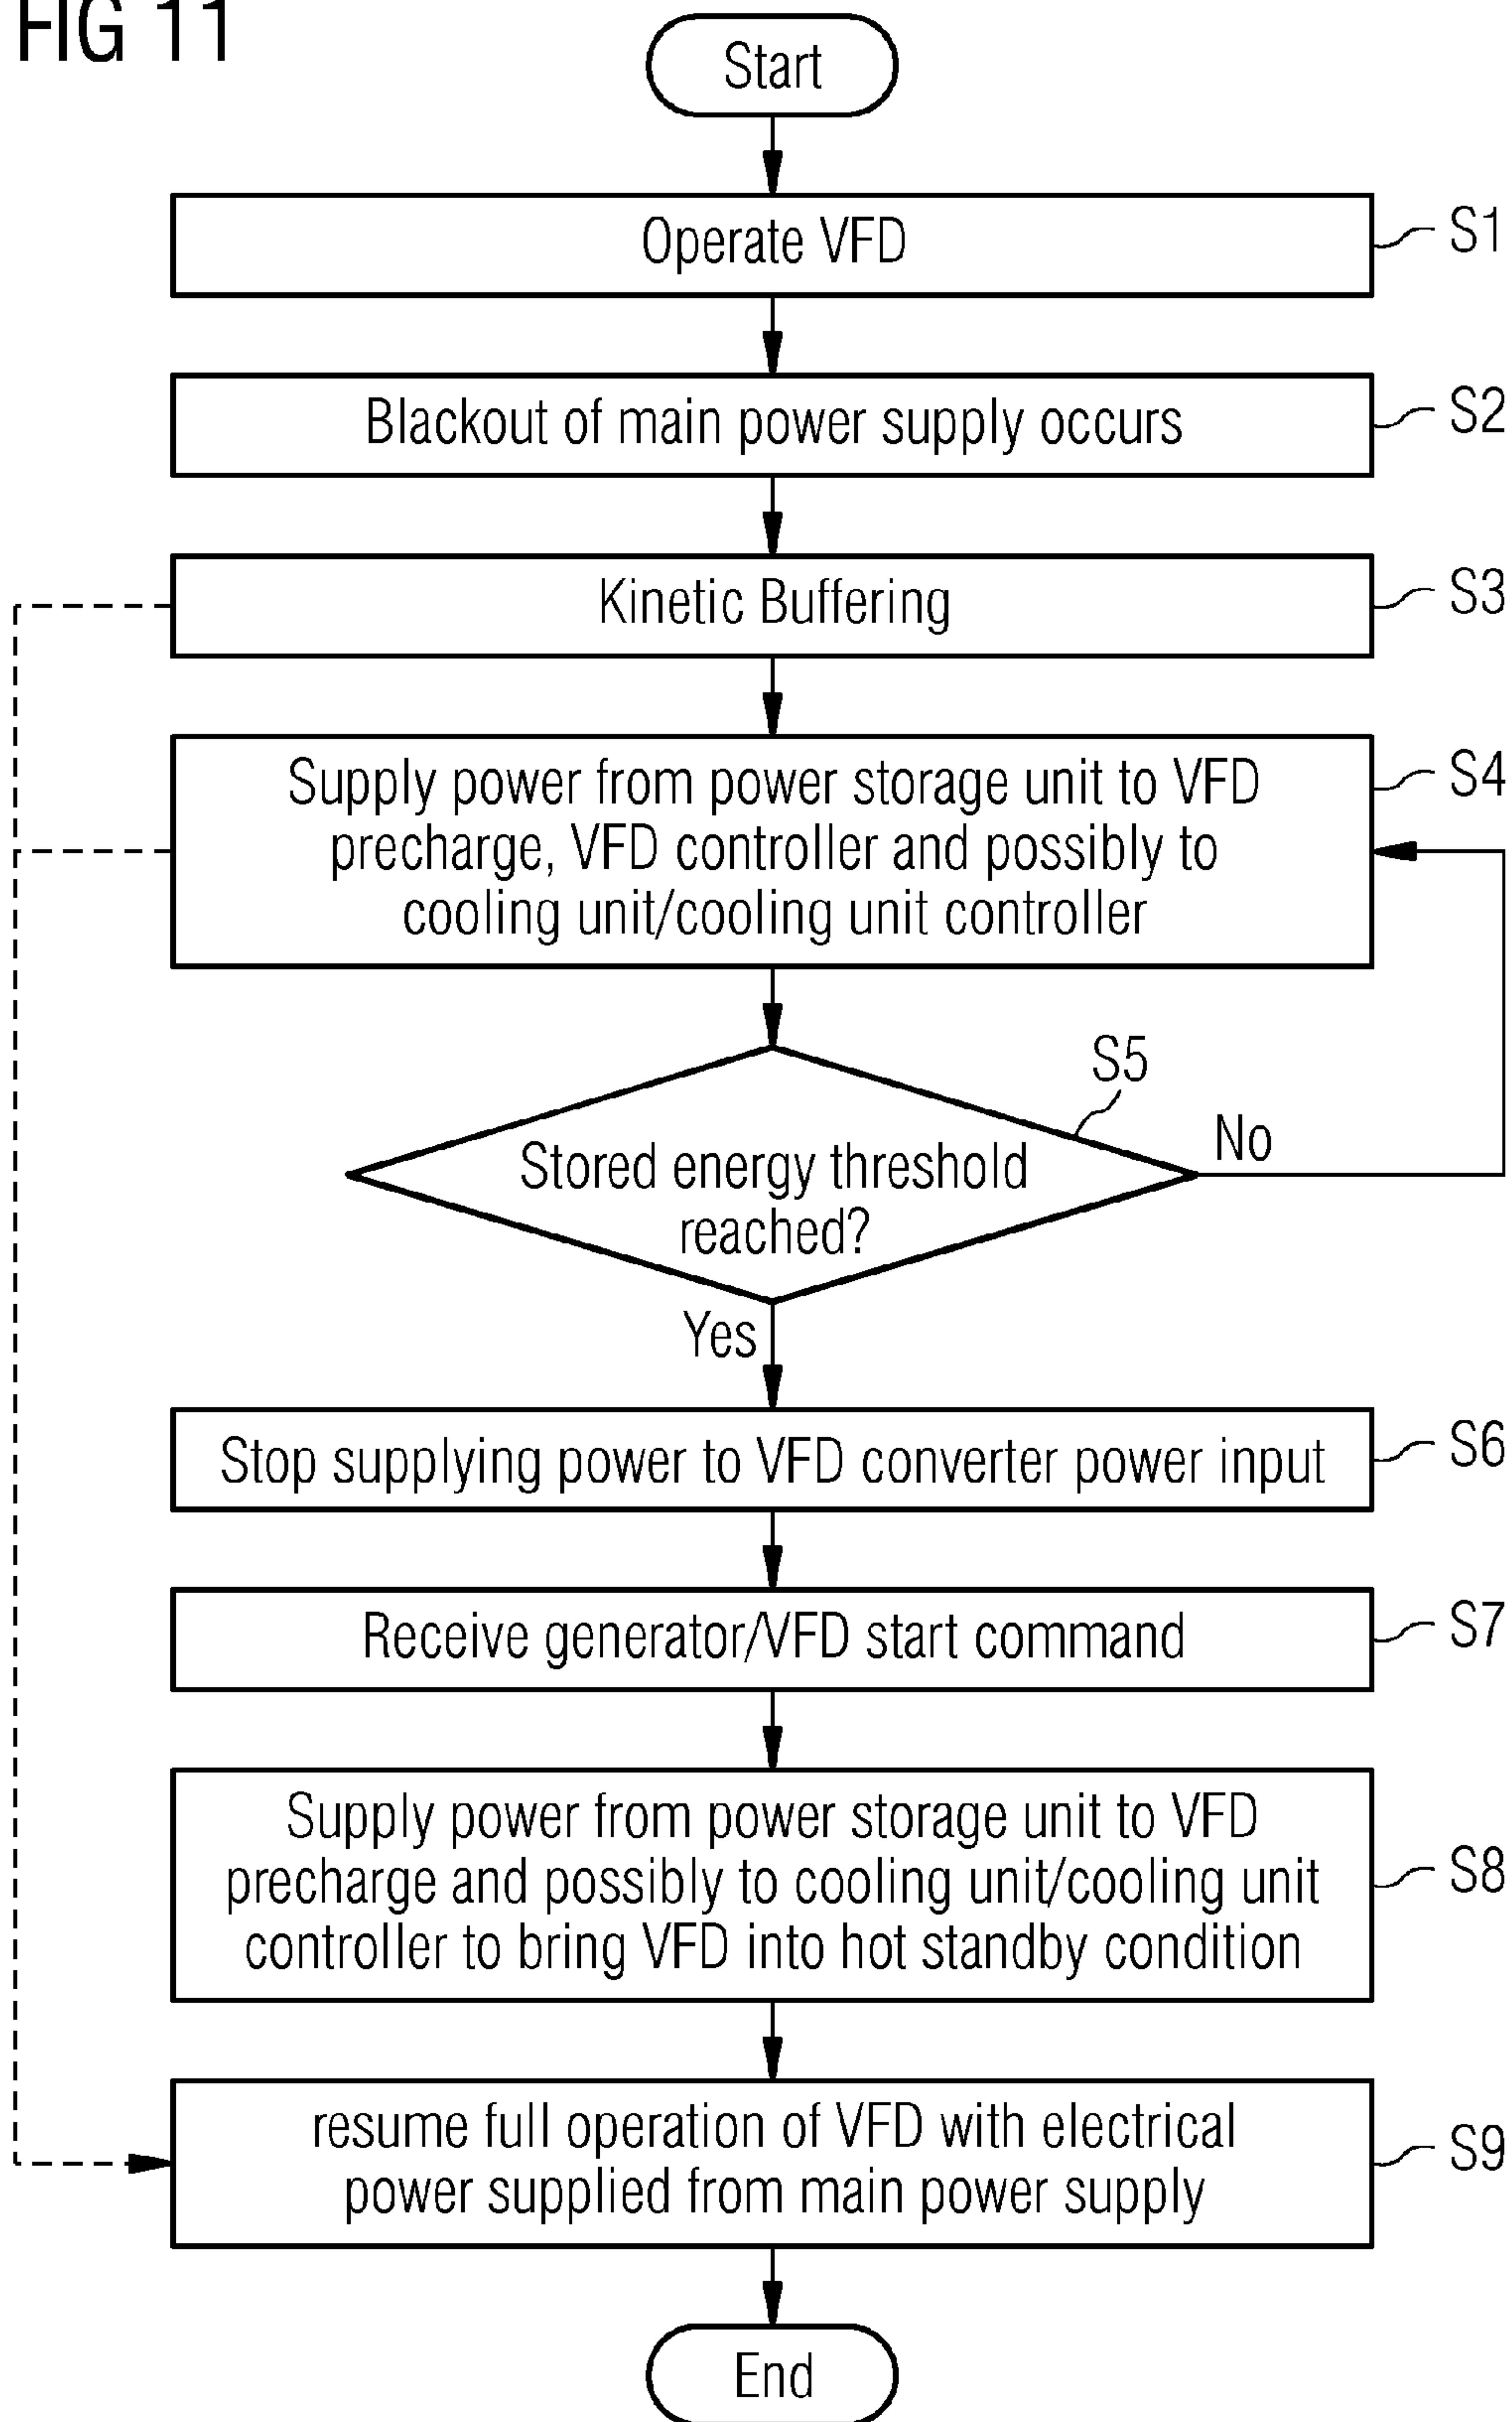 FIG 11
Start
Operate VFD
S1
Blackout of main power supply occurs
S2
Kinetic Buffering
S3
Supply power from power storage unit to VFD
precharge, VFD controller and possibly to
cooling unit/cooling unit controller
S4
S5
Stored energy threshold
reached?
No
Yes
Stop supplying power to VFD converter power input
S6
Receive generator/VFD start command
S7
Supply power from power storage unit to VFD
precharge and possibly to cooling unit/cooling unit
controller to bring VFD into hot standby condition
S8
resume full operation of VFD with electrical
power supplied from main power supply
S9
End